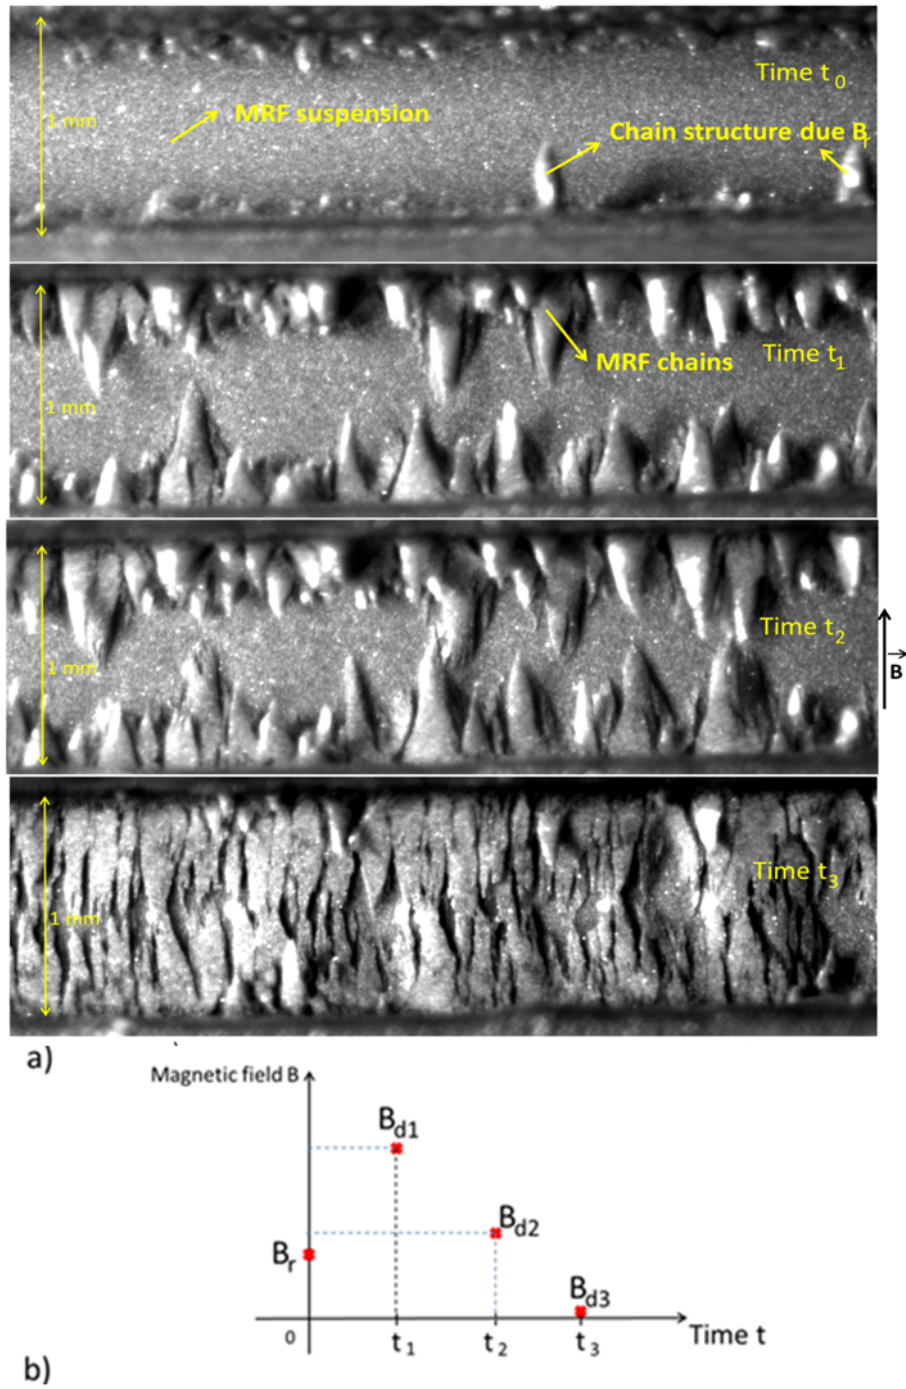 Time t0
1 mm
MRF suspension
Chain structure due Br
Time t1
1 mm
MRF chains
Time t2
1 mm
B
Time t3
1 mm
a)
Magnetic field B
Bd1
Bd2
Br
Bd3
0
t1
t2
t3
Time t
b)